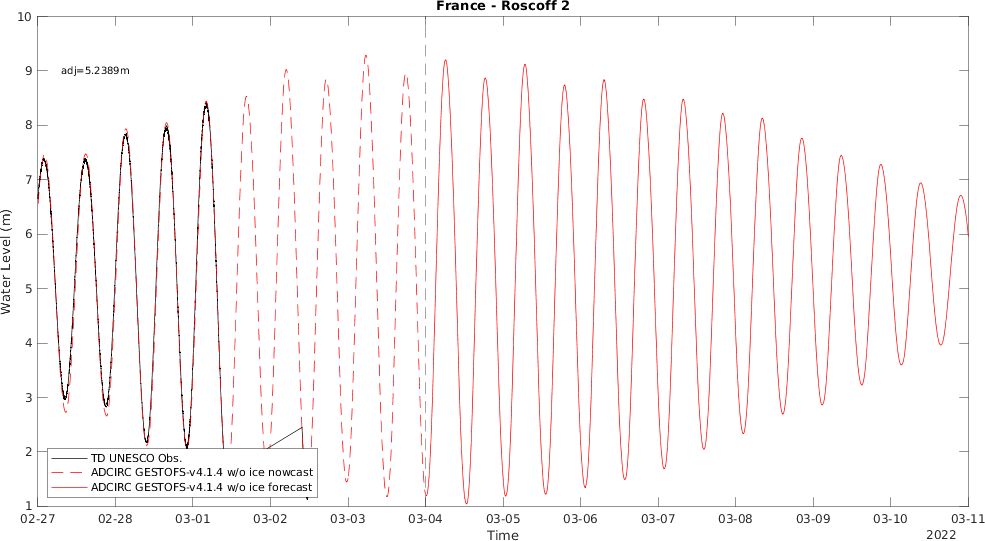 France - Roscoff 2
10
9
8
7
6
5
4
3
2
1
Water Level (m)
adj=5.2389m
TD UNESCO Obs.
ADCIRC GESTOFS-v4.1.4 w/o ice nowcast
ADCIRC GESTOFS-v4.1.4 w/o ice forecast
02-27 02-28 03-01 03-02 03-03 03-04 03-05 03-06 03-07 03-08 03-09 03-10 03-11
Time
2022